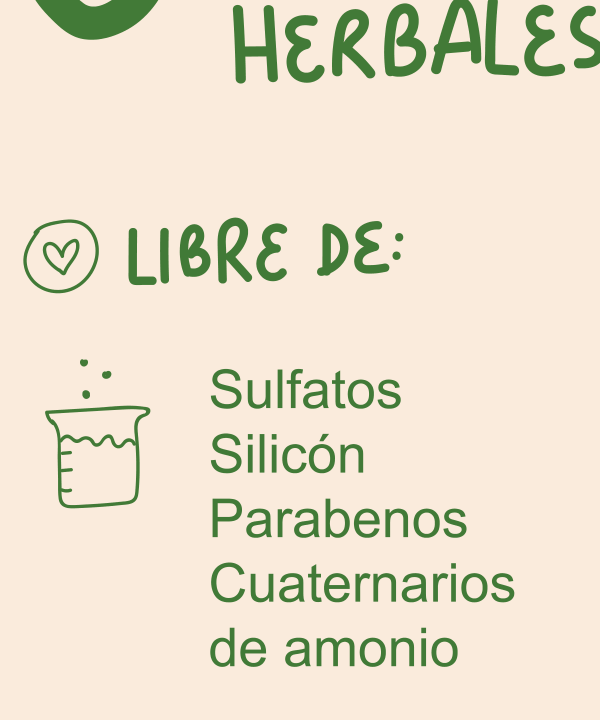 HERBALES
LIBRE DE:
Sulfatos
Silicón
Parabenos
Cuaternarios
de amonio